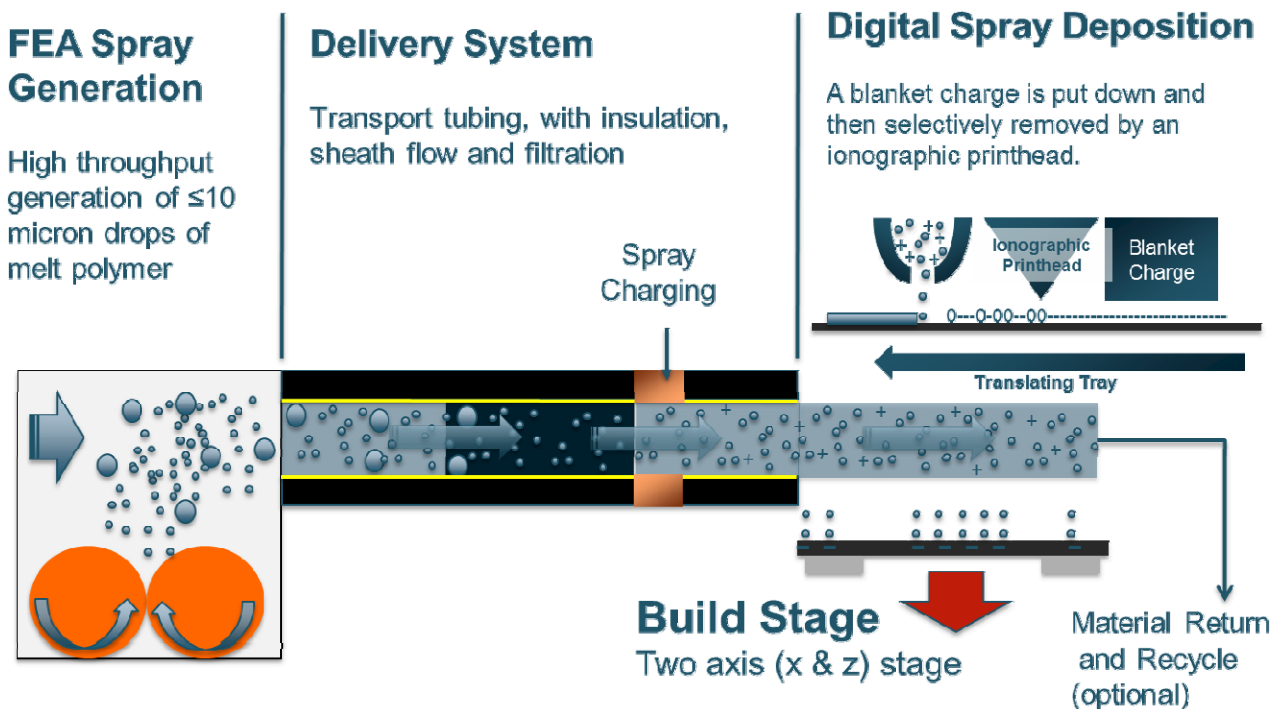 FEA Spray
Generation
High throughput
generation of ≤10
micron drops of
melt polymer
Delivery System
Transport tubing, with insulation,
sheath flow and filtration
Spray
Charging
Digital Spray Deposition
A blanket charge is put down and
then selectively removed by an
ionographic printhead.
Ionographic
Printhead
Blanket
Charge
Translating Tray
Build Stage
Two axis (x & z) stage
Material Return
and Recycle
(optional)